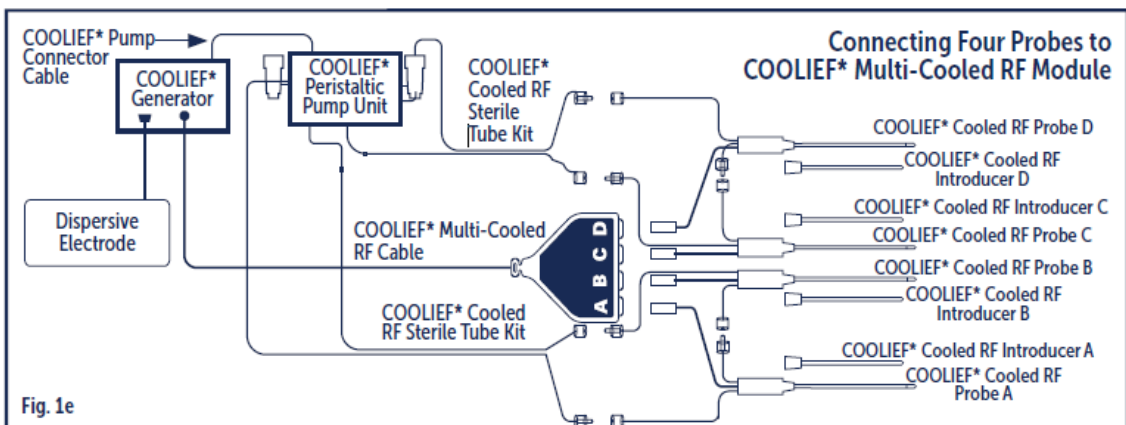 COOLIEF* Pump
Connector
Cable
COOLIEF*
Generator
COOLIEF*
Peristaltic
Pump Unit
COOLIEF*
Cooled RF
Sterile
Tube Kit
Connecting Four Probes to
COOLIEF* Multi-Cooled RF Module
COOLIEF* Cooled RF Probe D
COOLIEF* Cooled RF
Introducer D
COOLIEF* Cooled RF Introducer C
COOLIEF* Cooled RF Probe C
COOLIEF* Cooled RF Probe B
COOLIEF* Cooled RF
Introducer B
COOLIEF* Cooled RF Introducer A
COOLIEF* Cooled RF
Probe A
Dispersive
Electrode
COOLIEF* Multi-Cooled
RF Cable
A B C D
COOLIEF* Cooled
RF Sterile Tube Kit
Fig. 1e